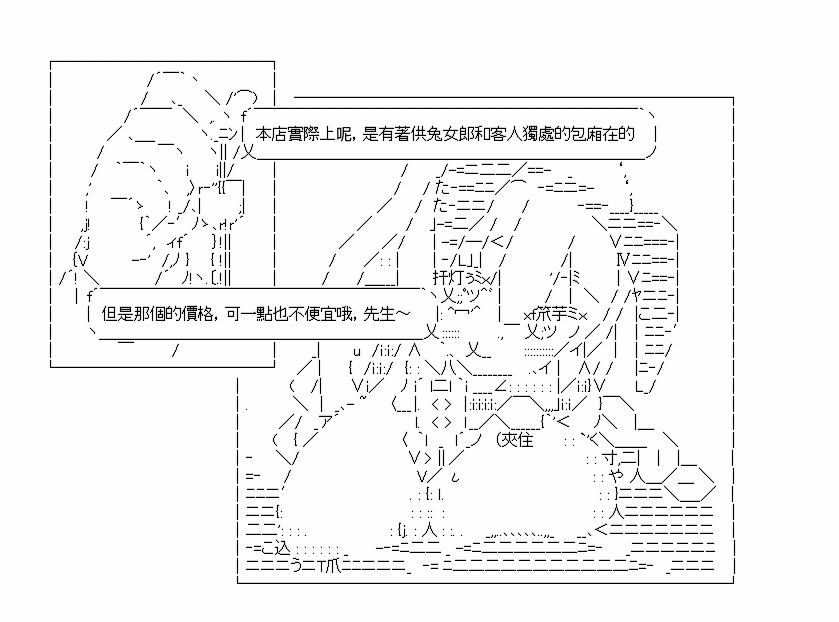 本店實際上呢，是有著供兔女郎和客人獨處的包廂在的
但是那個的價格，可一點也不便宜哦，先生～
（夾住